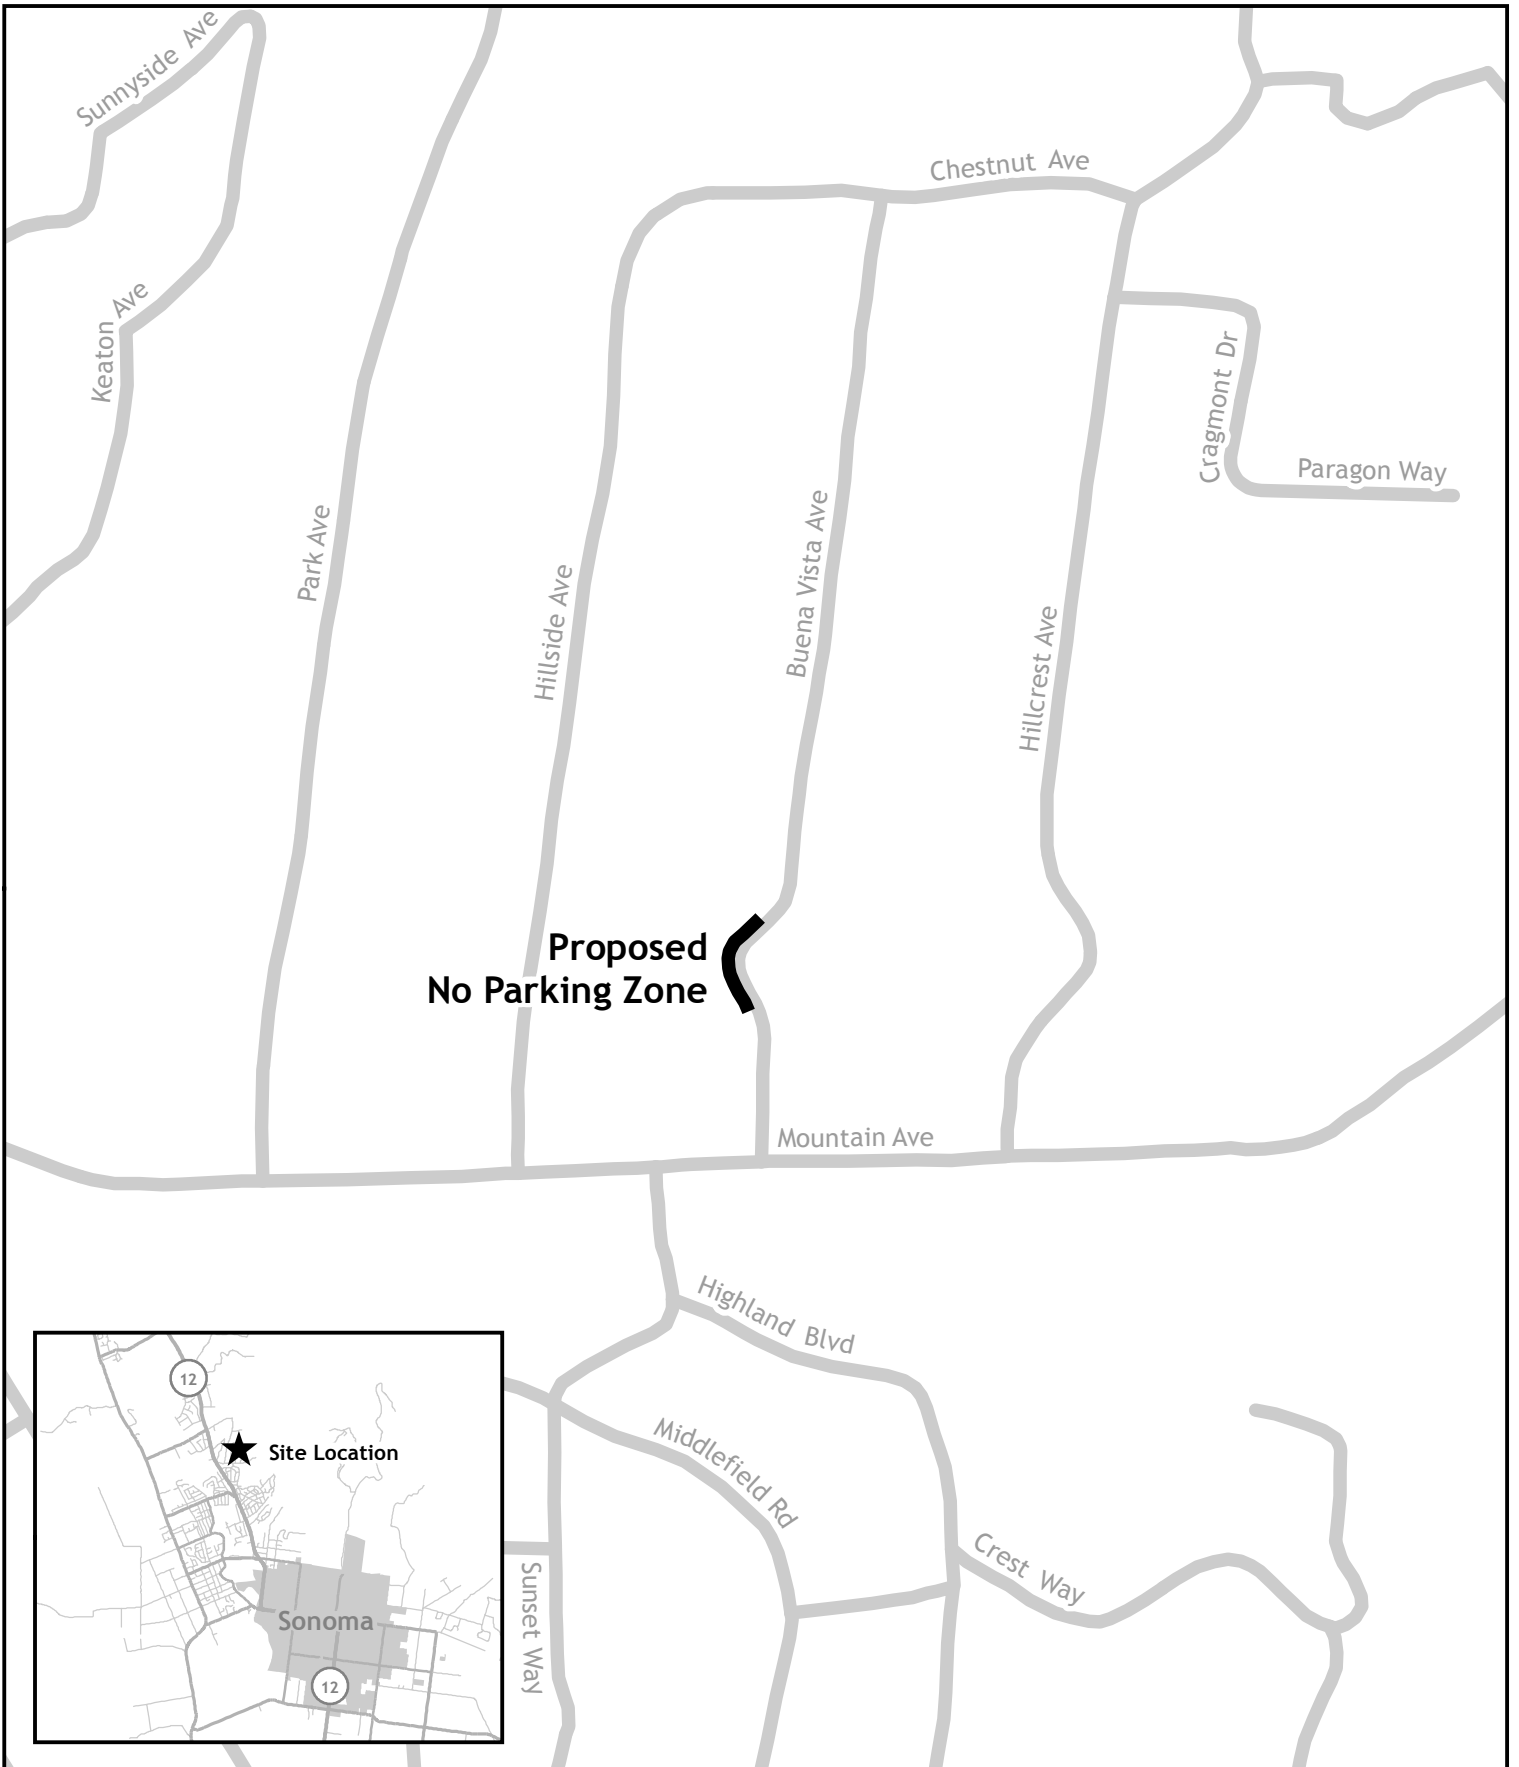 Sunnyside Ave
Chestnut Ave
Keaton Ave
Cragmont Dr
Paragon Way
Park Ave
Buena Vista Ave
Hillside Ave
Hillcrest Ave
Proposed
No Parking Zone
Mountain Ave
Highland Blvd
12
Site Location
Middlefield Rd
Crest Way
Sunset Way
Sonoma
12